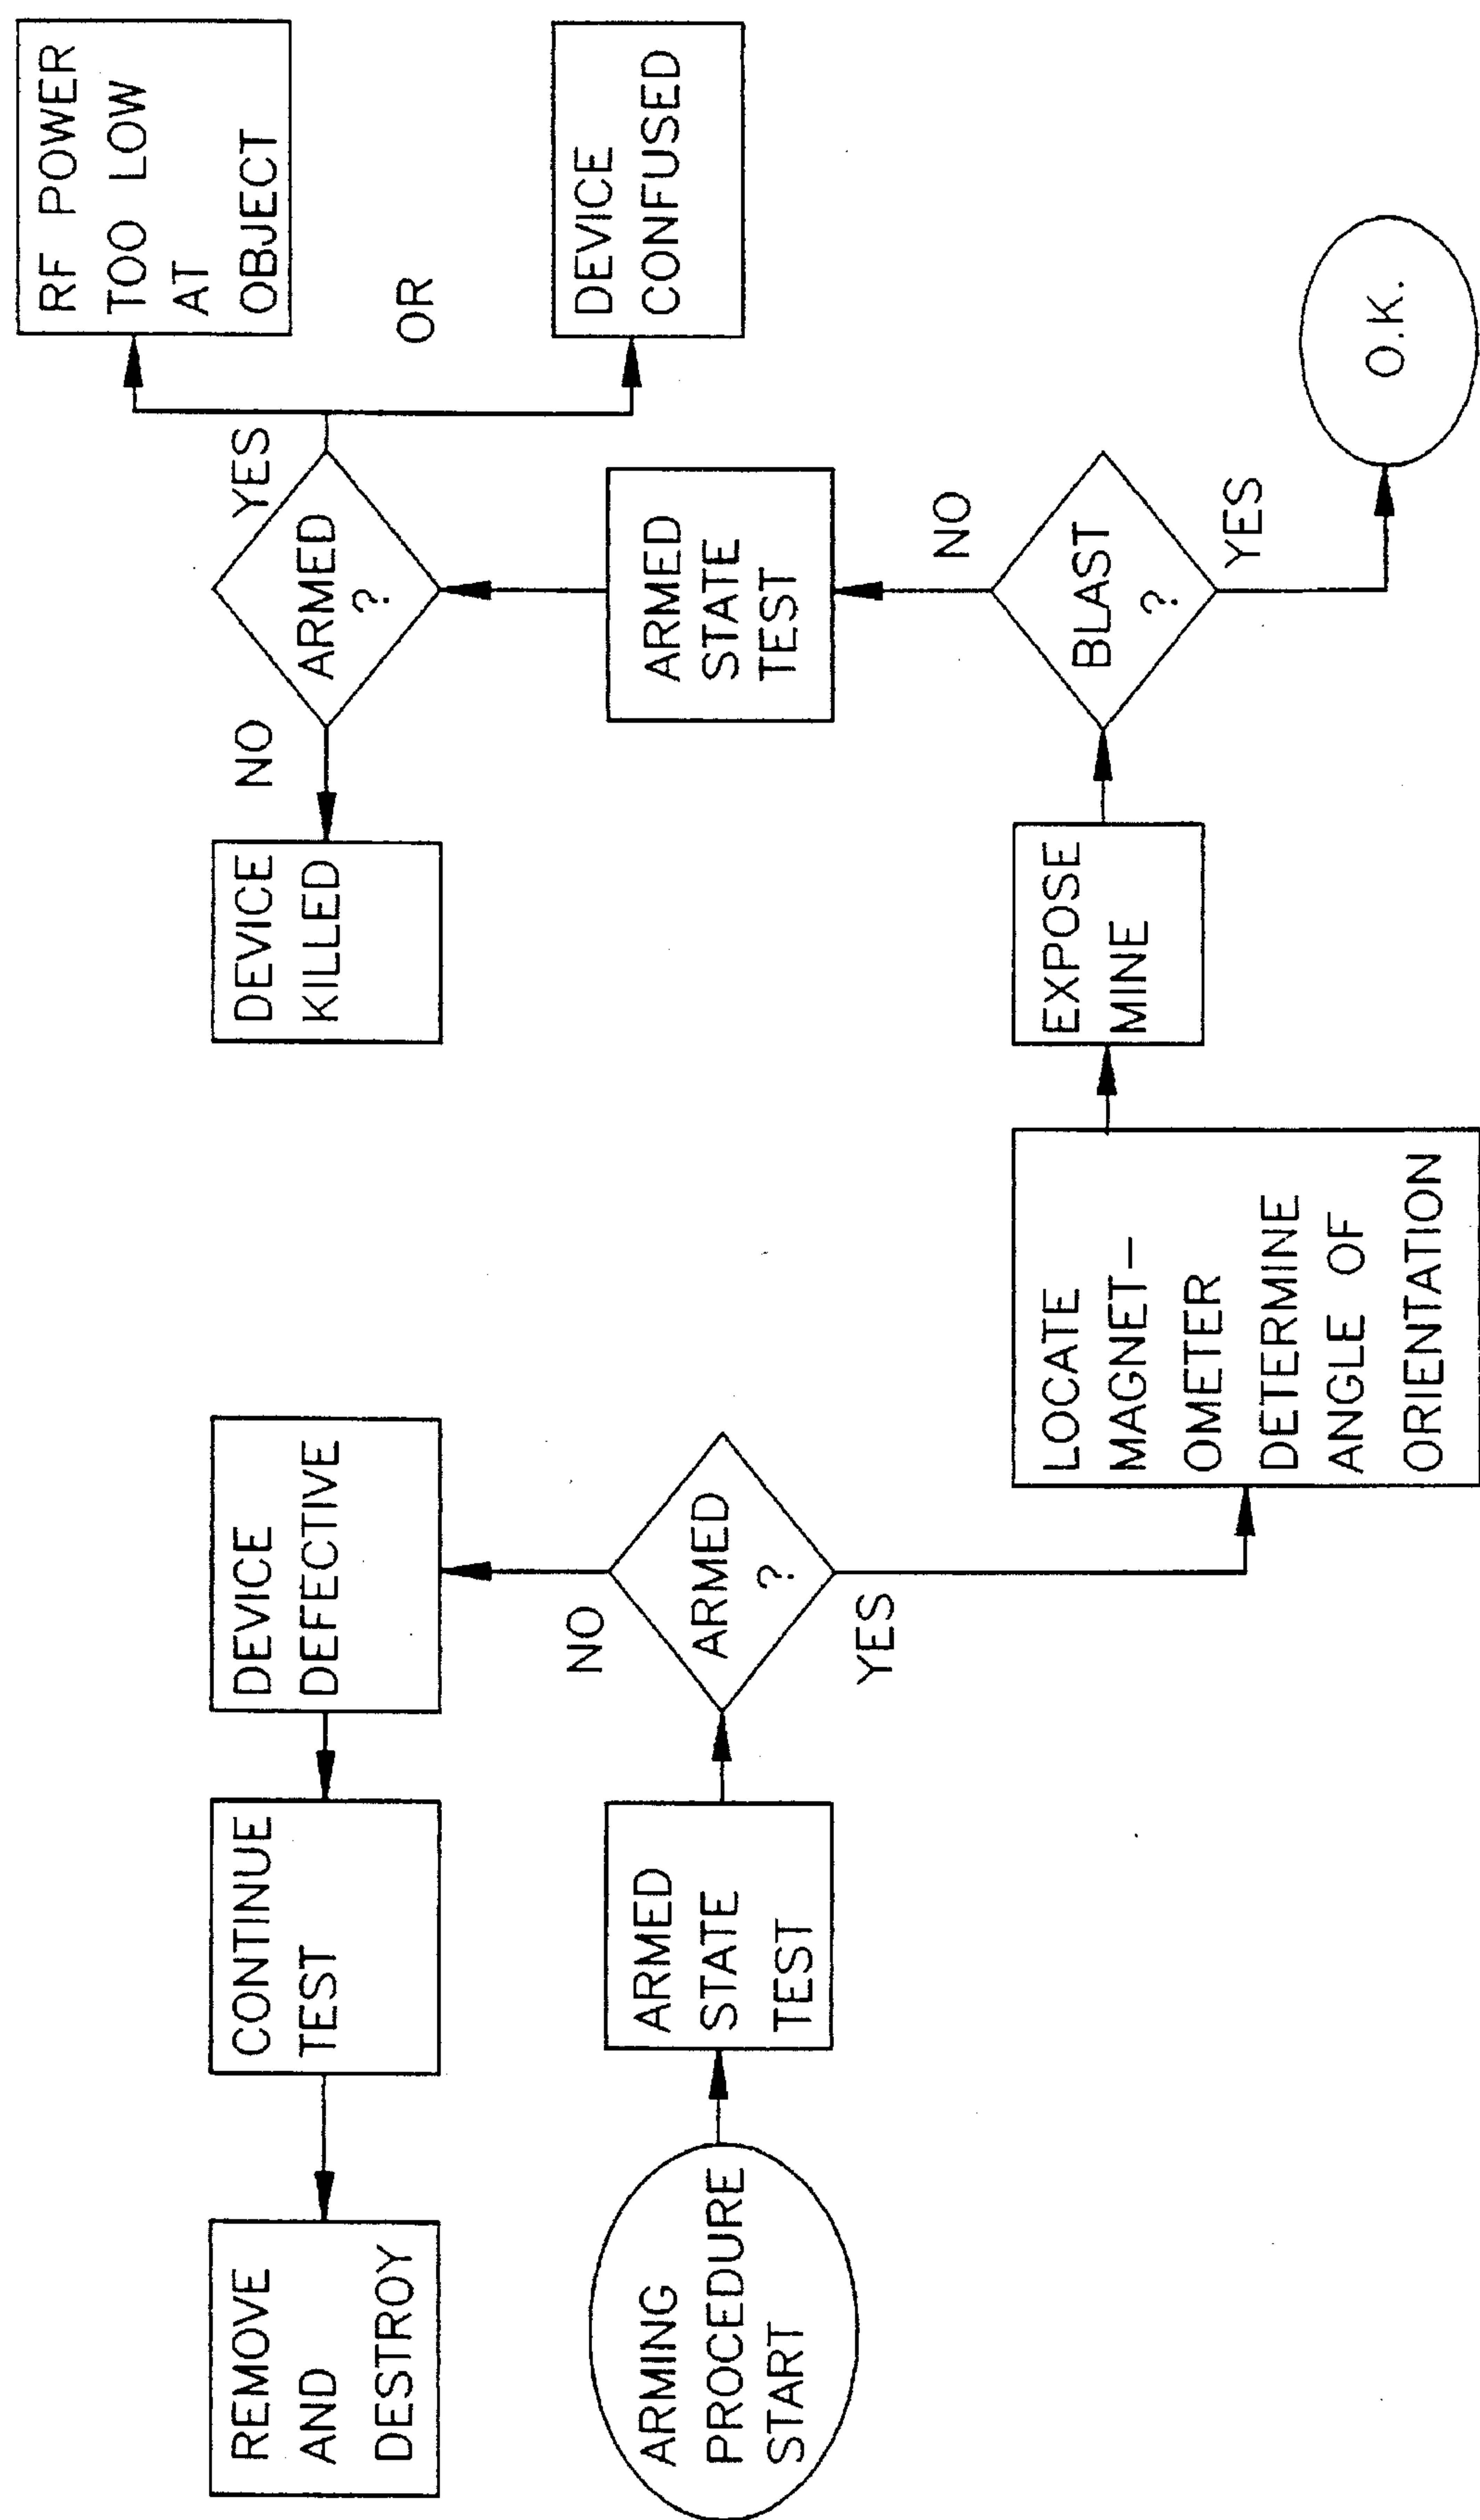 REMOVE
AND
DESTROY
CONTINUE
TEST
DEVICE
DEFECTIVE
DEVICE
KILLED
NO
ARMED
?
YES
RF POWER
TOO LOW
AT
OBJECT
OR
DEVICE
CONFUSED
ARMING
PROCEDURE
START
ARMED
STATE
TEST
NO
ARMED
?
YES
ARMED
STATE
TEST
NO
LOCATE
MAGNET-
OMETER
DETERMINE
ANGLE OF
ORIENTATION
EXPOSE
MINE
BLAST
?
YES
O.K.